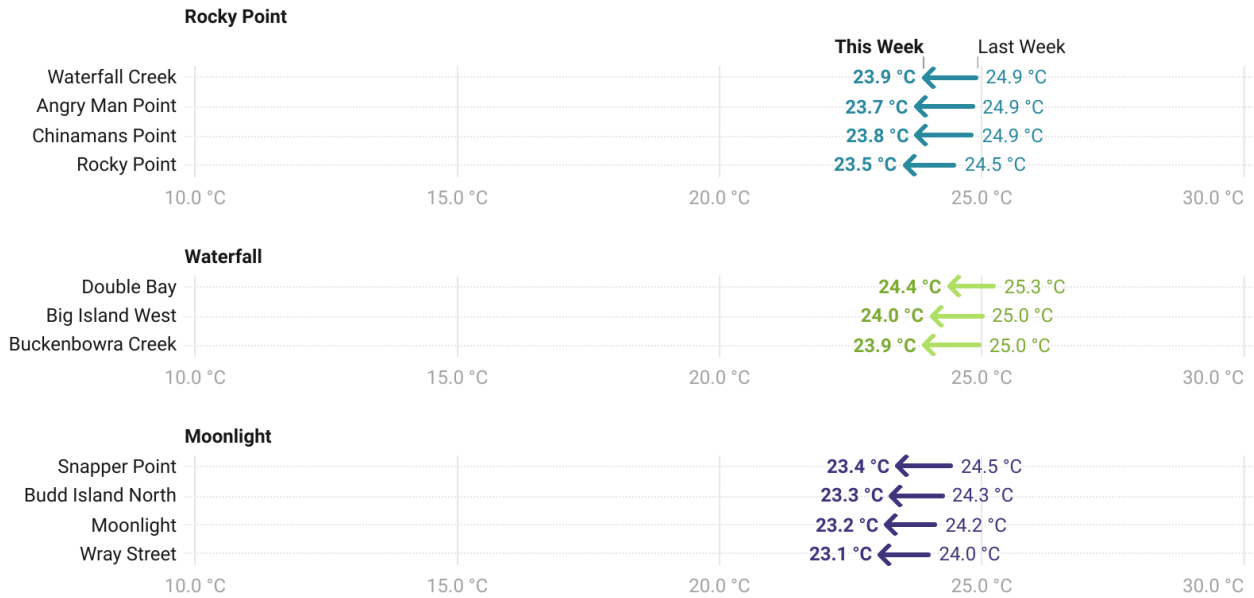 Rocky Point
This Week Last Week
Waterfall Creek 23.9 °C 24.9 °C
Angry Man Point 23.7 °C 24.9 °C
Chinamans Point 23.8 °C 24.9 °C
Rocky Point 23.5 °C 24.5 °C
10.0 °C 15.0 °C 20.0 °C 25.0 °C 30.0 °C
Waterfall
Double Bay 24.4 °C 25.3 °C
Big Island West 24.0 °C 25.0 °C
Buckenbowra Creek 23.9 °C 25.0 °C
10.0 °C 15.0 °C 20.0 °C 25.0 °C 30.0 °C
Moonlight
Snapper Point 23.4 °C 24.5 °C
Budd Island North 23.3 °C 24.3 °C
Moonlight 23.2 °C 24.2 °C
Wray Street 23.1 °C 24.0 °C
10.0 °C 15.0 °C 20.0 °C 25.0 °C 30.0 °C